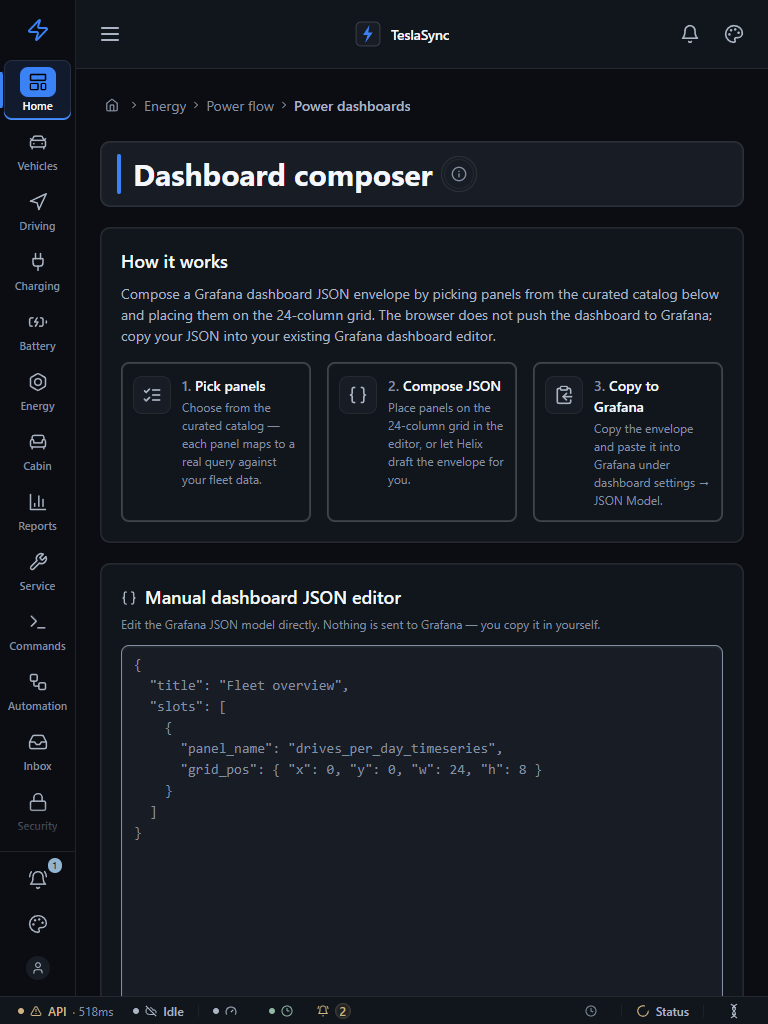 TeslaSync
Home
Vehicles
Driving
Charging
Battery
Energy
Cabin
Reports
Service
Commands
Automation
Inbox
Security
1
Energy > Power flow > Power dashboards
Dashboard composer
How it works
Compose a Grafana dashboard JSON envelope by picking panels from the curated catalog below
and placing them on the 24-column grid. The browser does not push the dashboard to Grafana;
copy your JSON into your existing Grafana dashboard editor.
1. Pick panels
Choose from the
curated catalog —
each panel maps to a
real query against
your fleet data.
2. Compose JSON
Place panels on the
24-column grid in the
editor, or let Helix
draft the envelope for
you.
3. Copy to
Grafana
Copy the envelope
and paste it into
Grafana under
dashboard settings →
JSON Model.
{} Manual dashboard JSON editor
Edit the Grafana JSON model directly. Nothing is sent to Grafana — you copy it in yourself.
{
  "title": "Fleet overview",
  "slots": [
    {
      "panel_name": "drives_per_day_timeseries",
      "grid_pos": { "x": 0, "y": 0, "w": 24, "h": 8 }
    }
  ]
}
API · 518ms Idle 2 Status